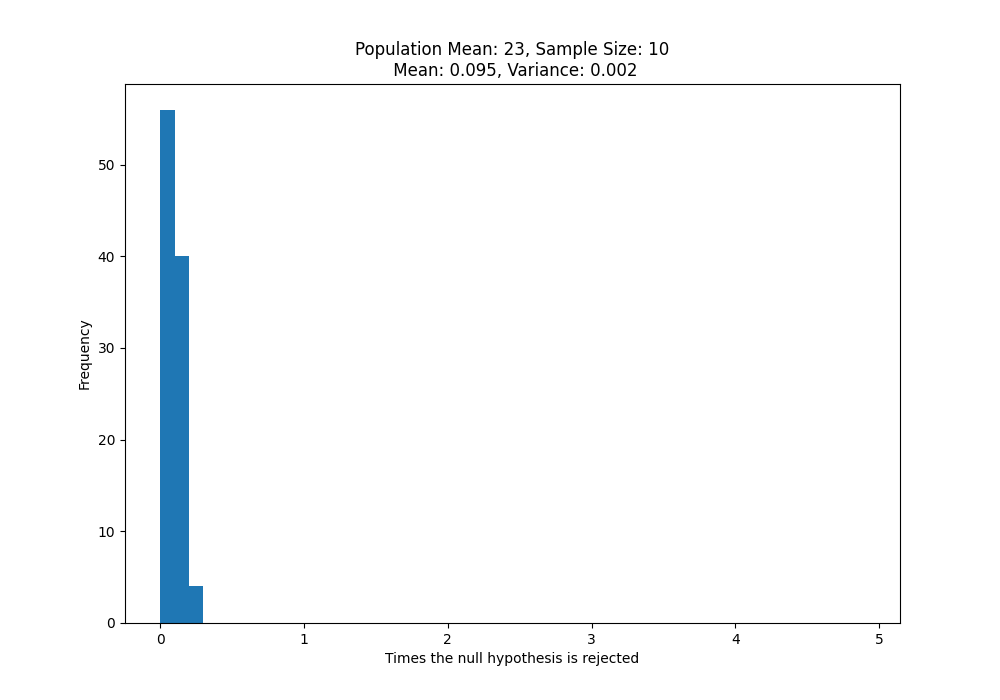 Population Mean: 23, Sample Size: 10
Mean: 0.095, Variance: 0.002
Frequency
50
40
30
20
10
0
0 1 2 3 4 5
Times the null hypothesis is rejected